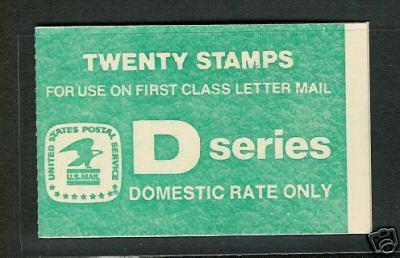 TWENTY STAMPS
FOR USE ON FIRST CLASS LETTER MAIL
UNITED STATES POSTAL SERVICE
U.S.MAIL
D series
DOMESTIC RATE ONLY